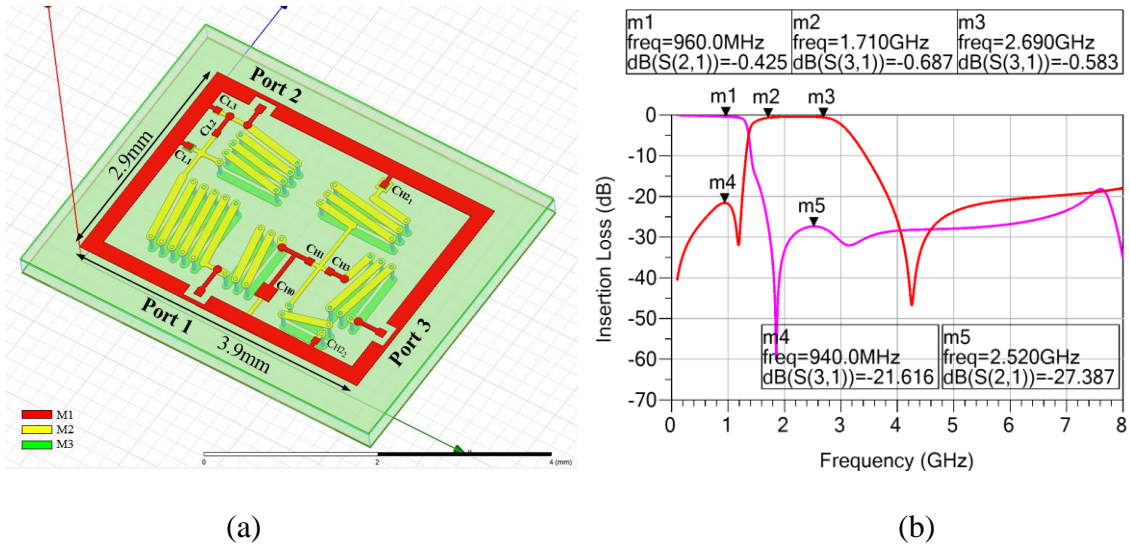 Port 2
CL3
CL2
CL1
CH21
2.9mm
CH1
CH3
CH0
CH22
Port 1
3.9mm
Port 3
M1
M2
M3
0
2
4 (mm)
(a)
m1
freq=960.0MHz
dB(S(2,1))=-0.425
m2
freq=1.710GHz
dB(S(3,1))=-0.687
m3
freq=2.690GHz
dB(S(3,1))=-0.583
m1
m2
m3
m4
m5
0
-10
-20
-30
-40
-50
-60
-70
Insertion Loss (dB)
m4
freq=940.0MHz
dB(S(3,1))=-21.616
m5
freq=2.520GHz
dB(S(2,1))=-27.387
0 1 2 3 4 5 6 7 8
Frequency (GHz)
(b)